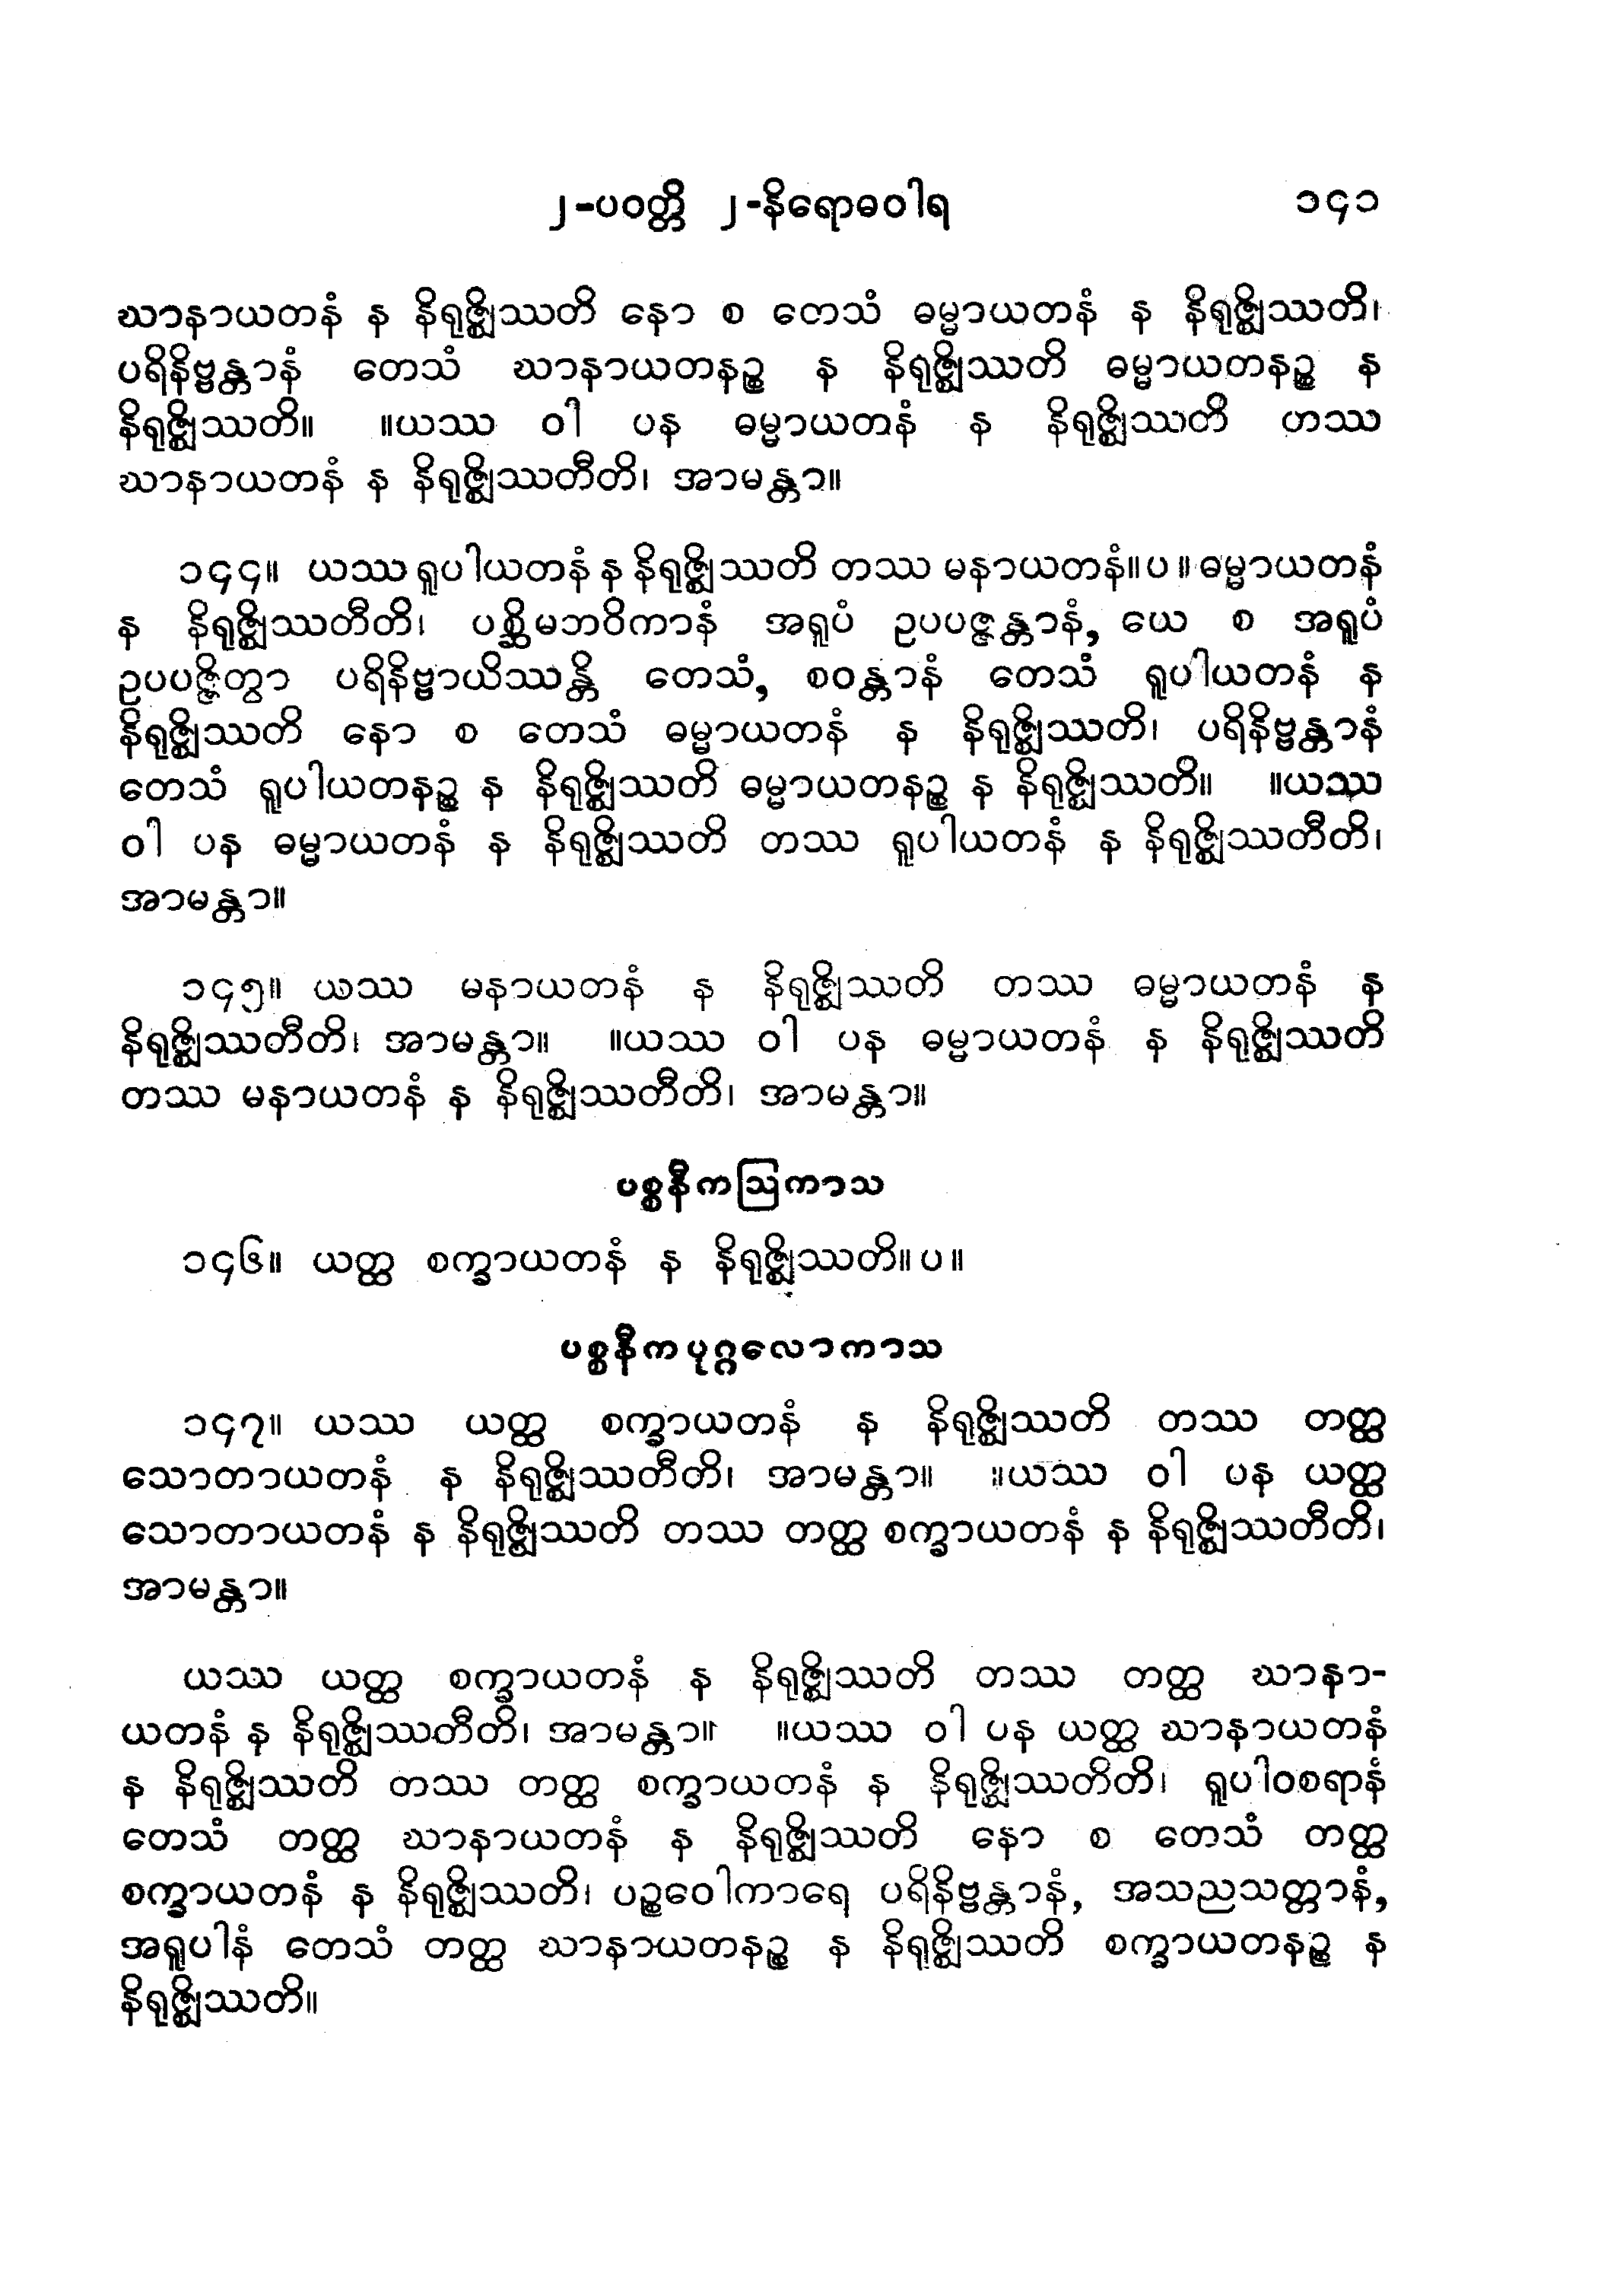 ၂-ပဝတ္တိ ၂-နိရောဓဝါရ ၁၄၁
ဃာနာယတနံ န နိရုဇ္ဈိဿတိ နော စ တေသံ ဓမ္မာယတနံ န နိရုဇ္ဈိဿတိ၊
ပရိနိဗ္ဗန္တာနံ တေသံ ဃာနာယတနဉ္စ န နိရုဇ္ဈိဿတိ ဓမ္မာယတနဉ္စ န
နိရုဇ္ဈိဿတိ။ ။ယဿ ဝါ ပန ဓမ္မာယတနံ န နိရုဇ္ဈိဿတိ တဿ
ဃာနာယတနံ န နိရုဇ္ဈိဿတီတိ၊ အာမန္တာ။
၁၄၄။ ယဿ ရူပါယတနံ န နိရုဇ္ဈိဿတိ တဿ မနာယတနံ။ပ။ဓမ္မာယတနံ
န နိရုဇ္ဈိဿတီတိ၊ ပစ္ဆိမဘဝိကာနံ အရူပံ ဥပပဇ္ဇန္တာနံ, ယေ စ အရူပံ
ဥပပဇ္ဇိတွာ ပရိနိဗ္ဗာယိဿန္တိ တေသံ, စဝန္တာနံ တေသံ ရူပါယတနံ န
နိရုဇ္ဈိဿတိ နော စ တေသံ ဓမ္မာယတနံ န နိရုဇ္ဈိဿတိ၊ ပရိနိဗ္ဗန္တာနံ
တေသံ ရူပါယတနဉ္စ န နိရုဇ္ဈိဿတိ ဓမ္မာယတနဉ္စ န နိရုဇ္ဈိဿတိ။ ။ယဿ
ဝါ ပန ဓမ္မာယတနံ န နိရုဇ္ဈိဿတိ တဿ ရူပါယတနံ န နိရုဇ္ဈိဿတီတိ၊
အာမန္တာ။
၁၄၅။ ယဿ မနာယတနံ န နိရုဇ္ဈိဿတိ တဿ ဓမ္မာယတနံ န
နိရုဇ္ဈိဿတီတိ၊ အာမန္တာ။ ။ယဿ ဝါ ပန ဓမ္မာယတနံ န နိရုဇ္ဈိဿတိ
တဿ မနာယတနံ န နိရုဇ္ဈိဿတီတိ၊ အာမန္တာ။
ပစ္စနီကဩကာသ
၁၄၆။ ယတ္ထ စက္ခာယတနံ န နိရုဇ္ဈိဿတိ။ပ။
ပစ္စနီကပုဂ္ဂလောကာသ
၁၄၇။ ယဿ ယတ္ထ စက္ခာယတနံ န နိရုဇ္ဈိဿတိ တဿ တတ္ထ
သောတာယတနံ န နိရုဇ္ဈိဿတီတိ၊ အာမန္တာ။ ။ယဿ ဝါ ပန ယတ္ထ
သောတာယတနံ န နိရုဇ္ဈိဿတိ တဿ တတ္ထ စက္ခာယတနံ န နိရုဇ္ဈိဿတီတိ၊
အာမန္တာ။
ယဿ ယတ္ထ စက္ခာယတနံ န နိရုဇ္ဈိဿတိ တဿ တတ္ထ ဃာနာ-
ယတနံ န နိရုဇ္ဈိဿတီတိ၊ အာမန္တာ။ ။ယဿ ဝါ ပန ယတ္ထ ဃာနာယတနံ
န နိရုဇ္ဈိဿတိ တဿ တတ္ထ စက္ခာယတနံ န နိရုဇ္ဈိဿတိတိ၊ ရူပါဝစရာနံ
တေသံ တတ္ထ ဃာနာယတနံ န နိရုဇ္ဈိဿတိ နော စ တေသံ တတ္ထ
စက္ခာယတနံ န နိရုဇ္ဈိဿတိ၊ ပဉ္စဝေါကာရေ ပရိနိဗ္ဗန္တာနံ, အသညသတ္တာနံ,
အရူပါနံ တေသံ တတ္ထ ဃာနာယတနဉ္စ န နိရုဇ္ဈိဿတိ စက္ခာယတနဉ္စ န
နိရုဇ္ဈိဿတိ။